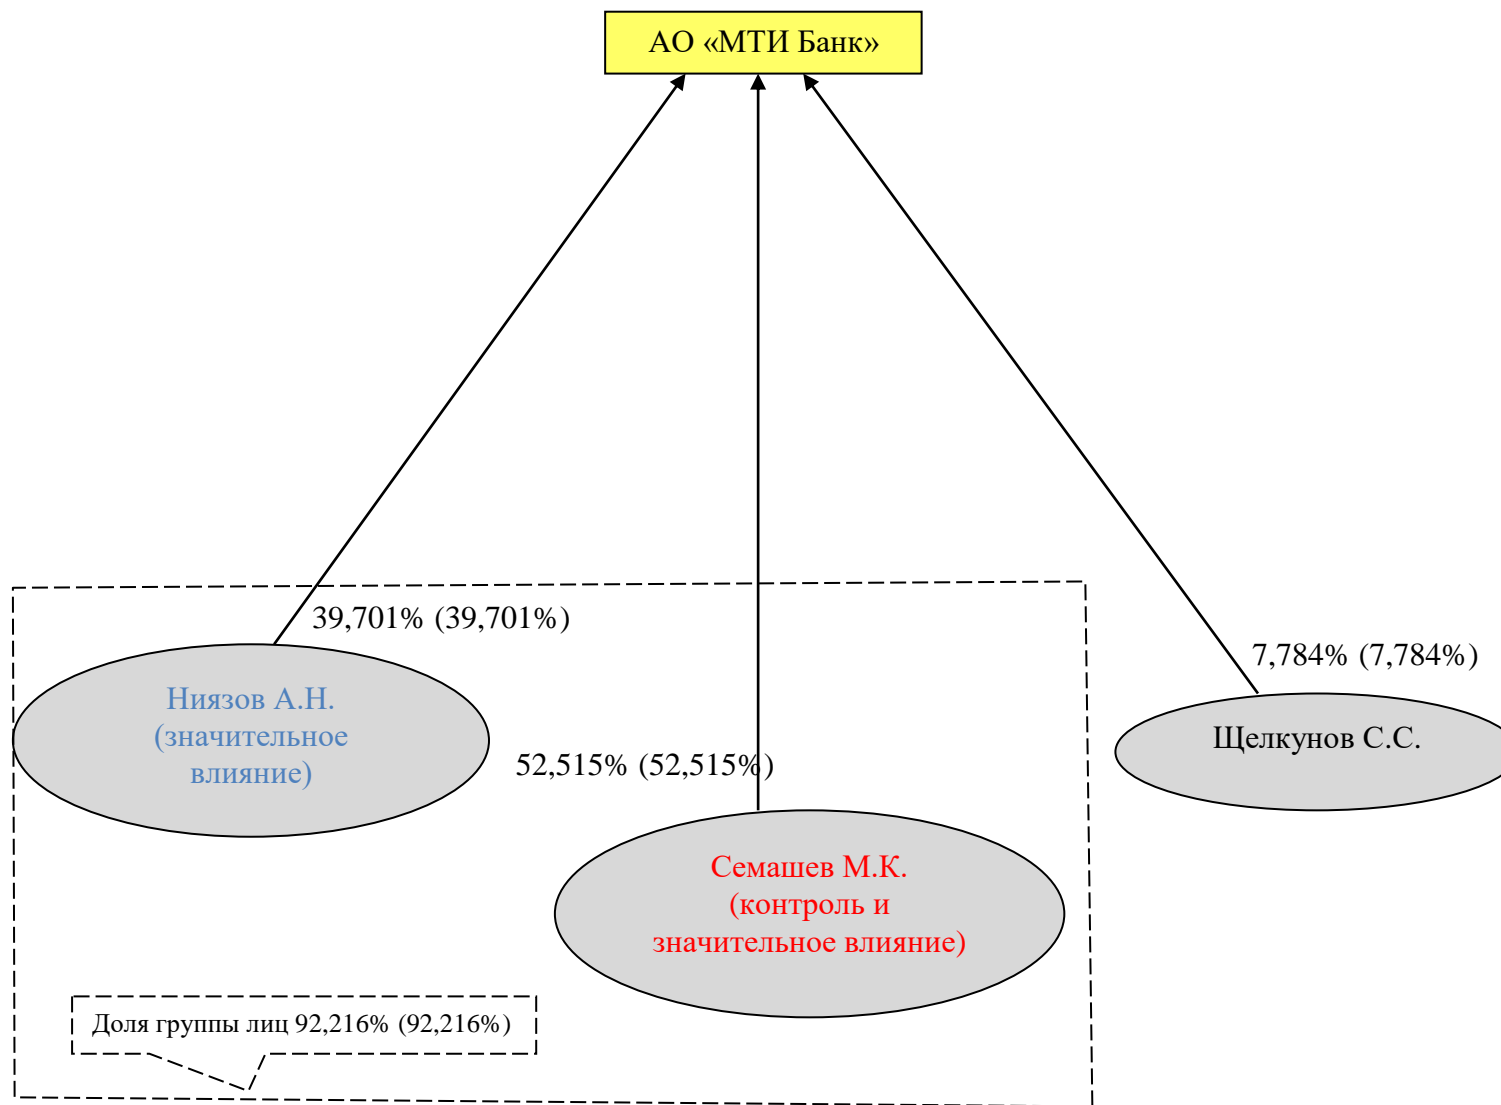 АО «МТИ Банк»
39,701% (39,701%)
7,784% (7,784%)
Ниязов А.Н.
(значительное
влияние)
Щелкунов С.С.
52,515% (52,515%)
Семашев М.К.
(контроль и
значительное влияние)
Доля группы лиц 92,216% (92,216%)